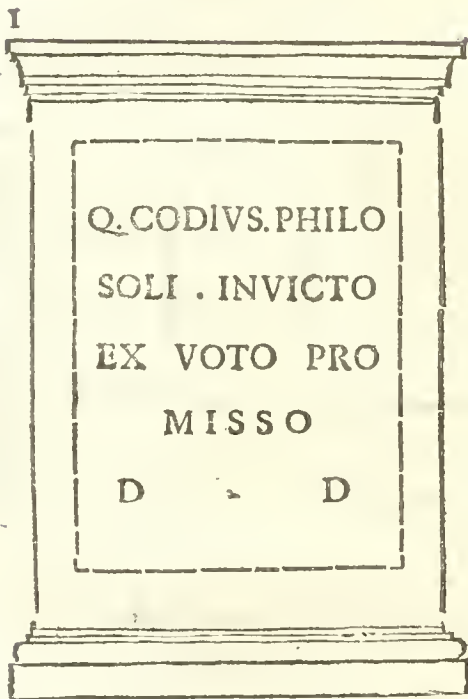 I
Q. CODIVS. PHILO
SOLI . INVICTO
EX VOTO PRO
MISSO
D . D